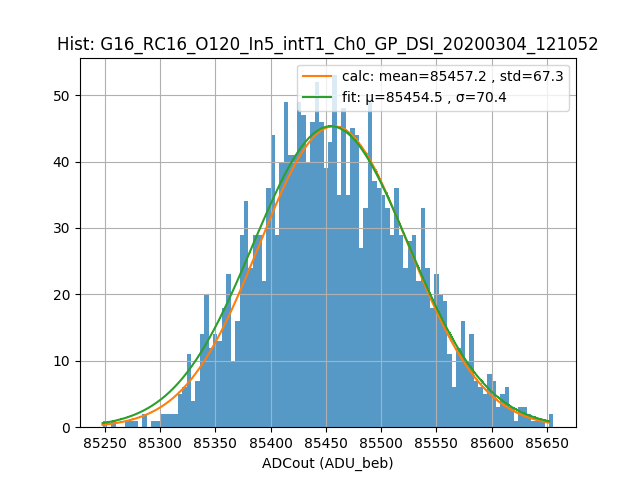 Hist: G16_RC16_O120_In5_intT1_Ch0_GP_DSI_20200304_121052
calc: mean=85457.2 , std=67.3
fit: μ=85454.5 , σ=70.4
50
40
30
20
10
0
85250 85300 85350 85400 85450 85500 85550 85600 85650
ADCout (ADU_beb)